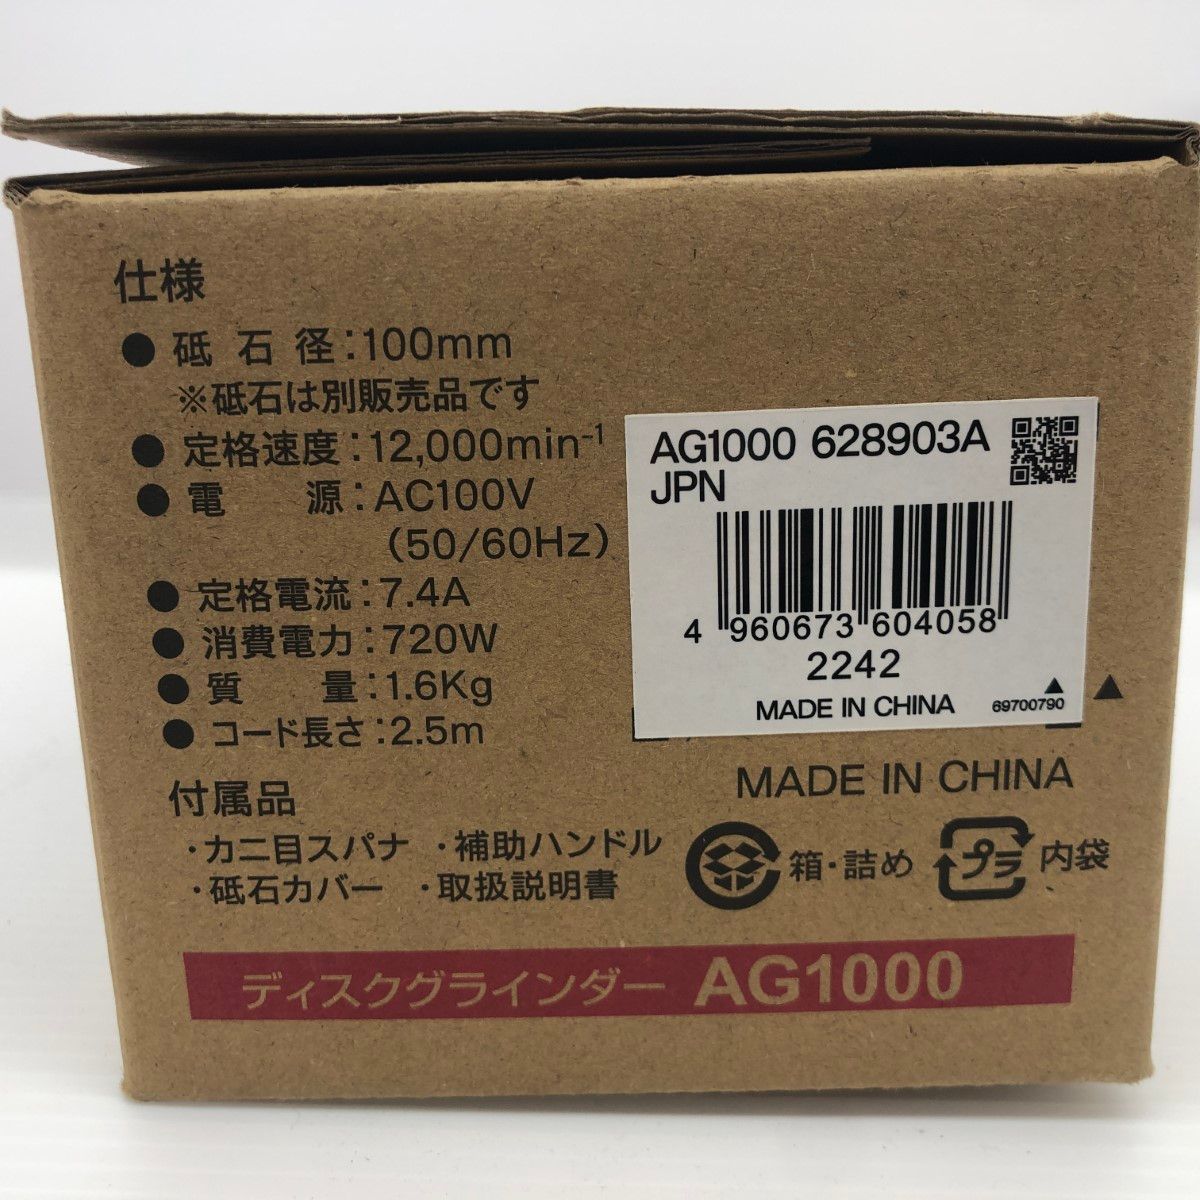 仕様
● 砥石径:100mm
※砥石は別販売品です
● 定格速度:12,000min⁻¹
● 電源:AC100V
(50/60Hz)
● 定格電流:7.4A
● 消費電力:720W
● 質量:1.6Kg
● コード長さ:2.5m
付属品
・カニ目スパナ ・補助ハンドル
・砥石カバー ・取扱説明書
AG1000 628903A
JPN
4 960673 604058
2242
MADE IN CHINA 69700790
MADE IN CHINA
箱・詰め プラ 内袋
ディスクグラインダー AG1000